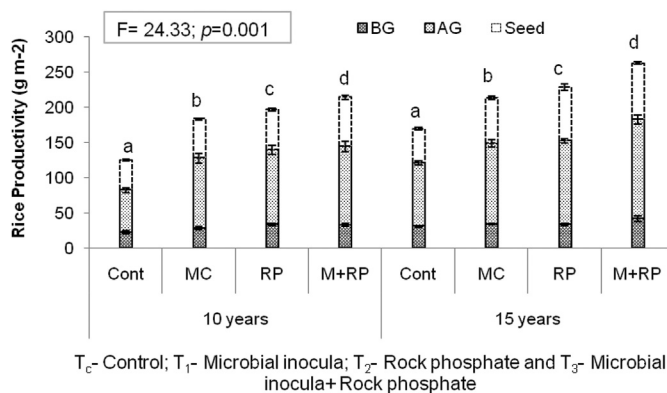 F= 24.33; p=0.001
BG AG Seed
Rice Productivity (g m-2)
300
250
200
150
100
50
0
a b c d a b c d
Cont MC RP M+RP Cont MC RP M+RP
10 years 15 years
Tc- Control; T1- Microbial inocula; T2- Rock phosphate and T3- Microbial
inocula+ Rock phosphate